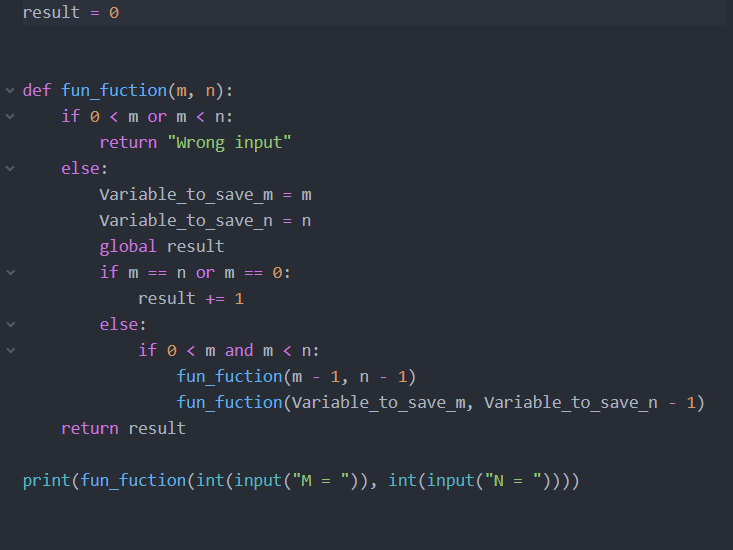 result = 0
def fun_fuction(m, n):
    if 0 < m or m < n:
        return "Wrong input"
    else:
        Variable_to_save_m = m
        Variable_to_save_n = n
        global result
        if m == n or m == 0:
            result += 1
        else:
            if 0 < m and m < n:
                fun_fuction(m - 1, n - 1)
                fun_fuction(Variable_to_save_m, Variable_to_save_n - 1)
    return result
print(fun_fuction(int(input("M = ")), int(input("N = "))))